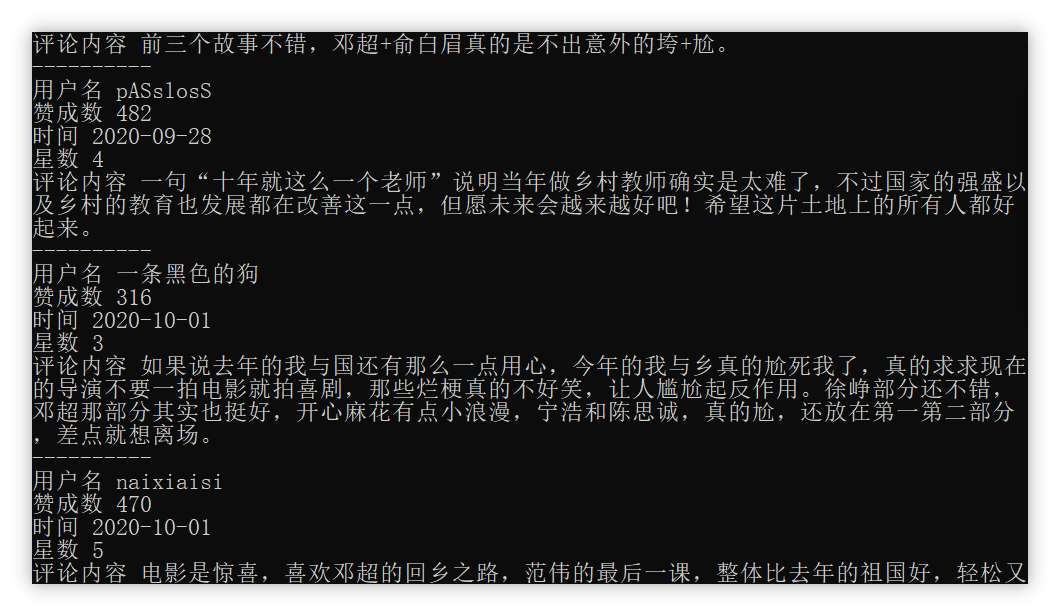 评论内容 前三个故事不错，邓超+俞白眉真的是不出意外的垮+尬。
----------
用户名 pASslosS
赞成数 482
时间 2020-09-28
星数 4
评论内容 一句“十年就这么一个老师”说明当年做乡村教师确实是太难了，不过国家的强盛以
及乡村的教育也发展都在改善这一点，但愿未来会越来越好吧！希望这片土地上的所有人都好
起来。
----------
用户名 一条黑色的狗
赞成数 316
时间 2020-10-01
星数 3
评论内容 如果说去年的我与国还有那么一点用心，今年的我与乡真的尬死我了，真的求求现在
的导演不要一拍电影就拍喜剧，那些烂梗真的不好笑，让人尴尬起反作用。徐峥部分还不错，
邓超那部分其实也挺好，开心麻花有点小浪漫，宁浩和陈思诚，真的尬，还放在第一第二部分
，差点就想离场。
----------
用户名 naixiaisi
赞成数 470
时间 2020-10-01
星数 5
评论内容 电影是惊喜，喜欢邓超的回乡之路，范伟的最后一课，整体比去年的祖国好，轻松又